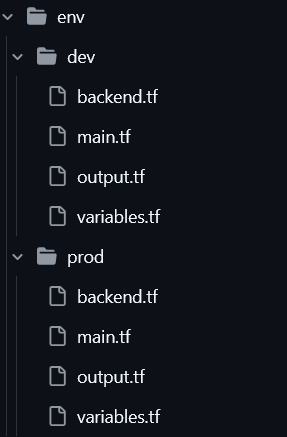 env
dev
backend.tf
main.tf
output.tf
variables.tf
prod
backend.tf
main.tf
output.tf
variables.tf